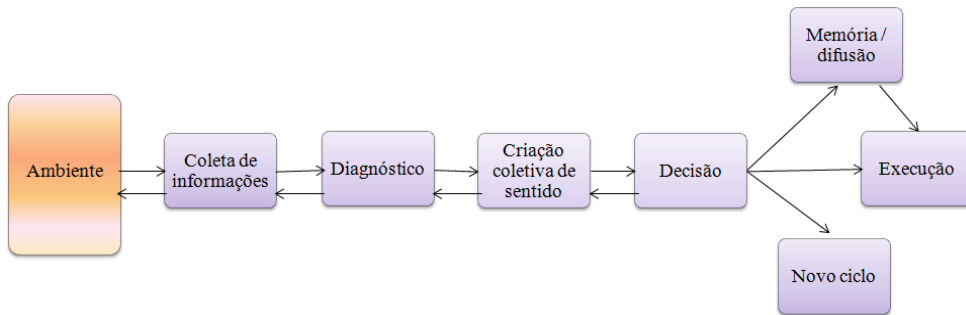 Ambiente
Coleta de
informações
Diagnóstico
Criação
coletiva de
sentido
Decisão
Memória /
difusão
Execução
Novo ciclo